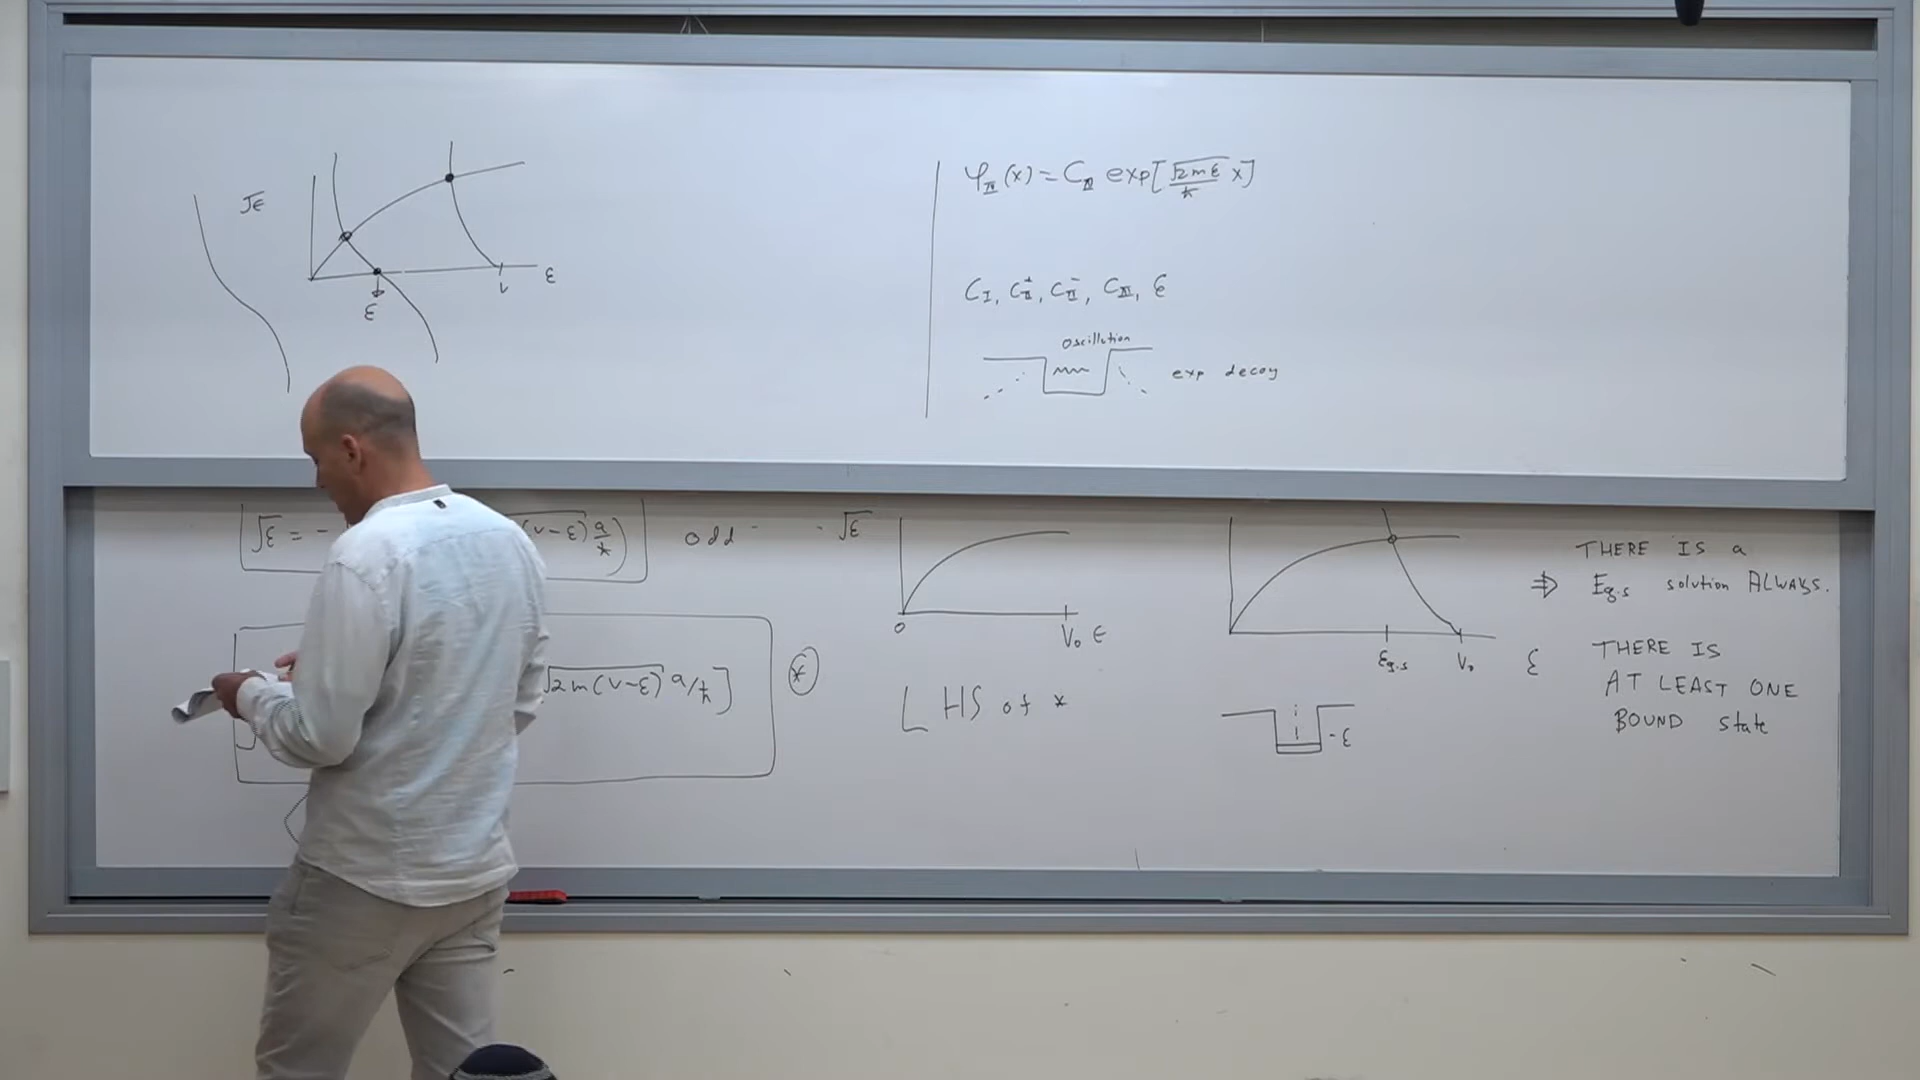 √ε
ε
ε
V
φ_III(x) = C_III exp[√2mε/ħ x]
C_I, C_II^+, C_II^-, C_III, ε
oscillation
exp decay
√ε = -
(V-ε) a/ħ)
odd
√ε
0
V₀ ε
√2m(V-ε) a/ħ]
*
LHS of *
ε_g.s
V₀
ε
-ε
THERE IS a
⇒ E_g.s solution ALWAYS.
THERE IS
AT LEAST ONE
BOUND state